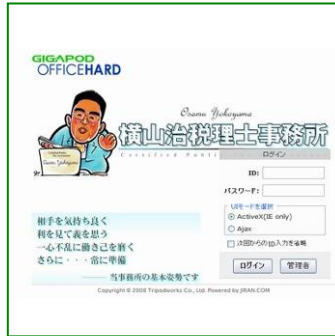 GIGAPOD
OFFICEHARD
Osamu Yokoyama
横山治税理士事務所
Certified Public
ログイン
ID:
パスワード:
UIモードを選択
ActiveX(IE only)
Ajax
次回からのID入力を省略
ログイン 管理者
相手を気持ち良く
利を見て義を思う
一心不乱に働き己を磨く
さらに・・・常に準備
当事務所の基本姿勢です
Copyright © 2008 Tripodworks Co., Ltd. Powered by JIRAN.COM